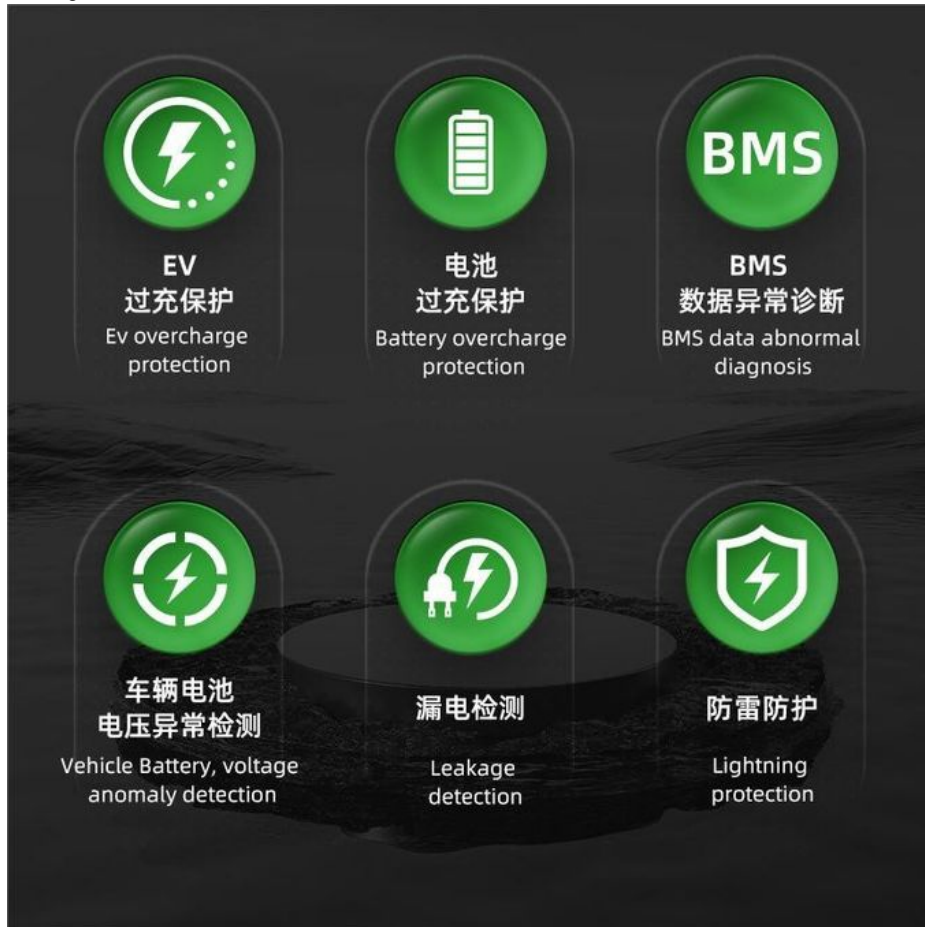 BMS
EV
过充保护
Ev overcharge
protection
电池
过充保护
Battery overcharge
protection
BMS
数据异常诊断
BMS data abnormal
diagnosis
车辆电池
电压异常检测
Vehicle Battery, voltage
anomaly detection
漏电检测
Leakage
detection
防雷防护
Lightning
protection